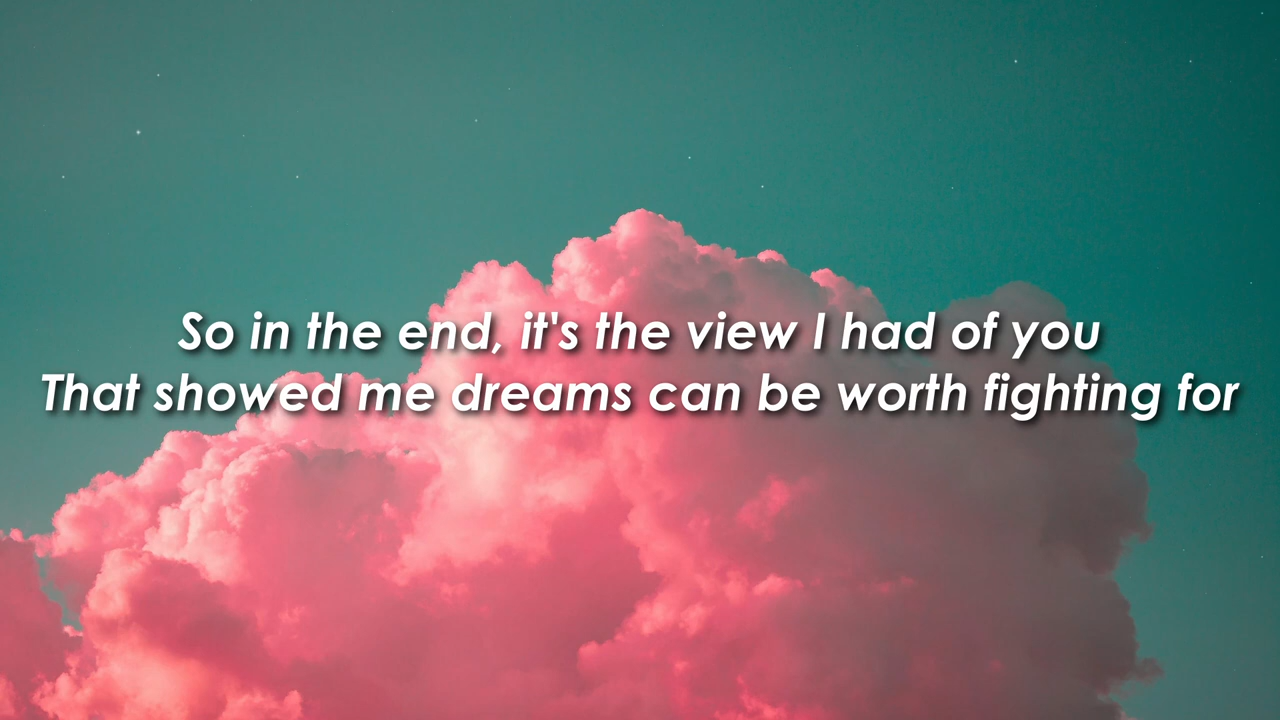 So in the end, it's the view I had of you
That showed me dreams can be worth fighting for